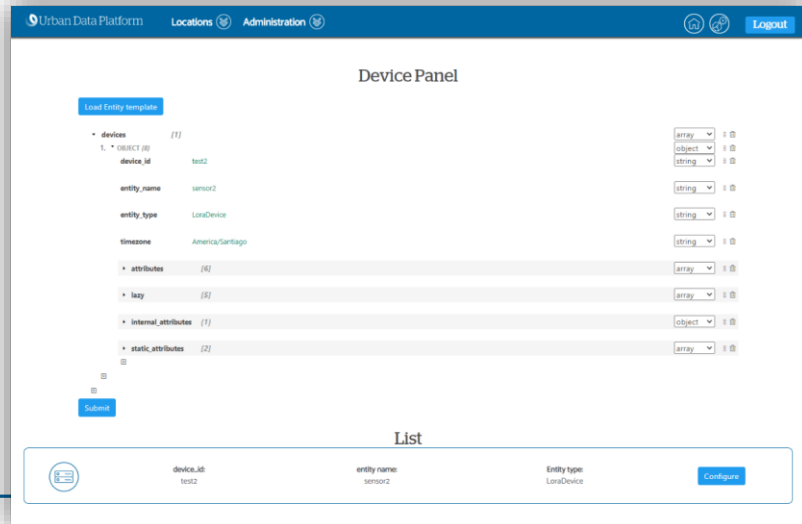 Urban Data Platform Locations Administration Logout
Device Panel
Load Entity template
devices [1] array
1. OBJECT (8) object
device_id test2 string
entity_name sensor2 string
entity_type LoraDevice string
timezone America/Santiago string
attributes [6] array
lazy [5] array
internal_attributes [1] object
static_attributes [2] array
Submit
List
device_id: entity name: Entity type:
test2 sensor2 LoraDevice
Configure